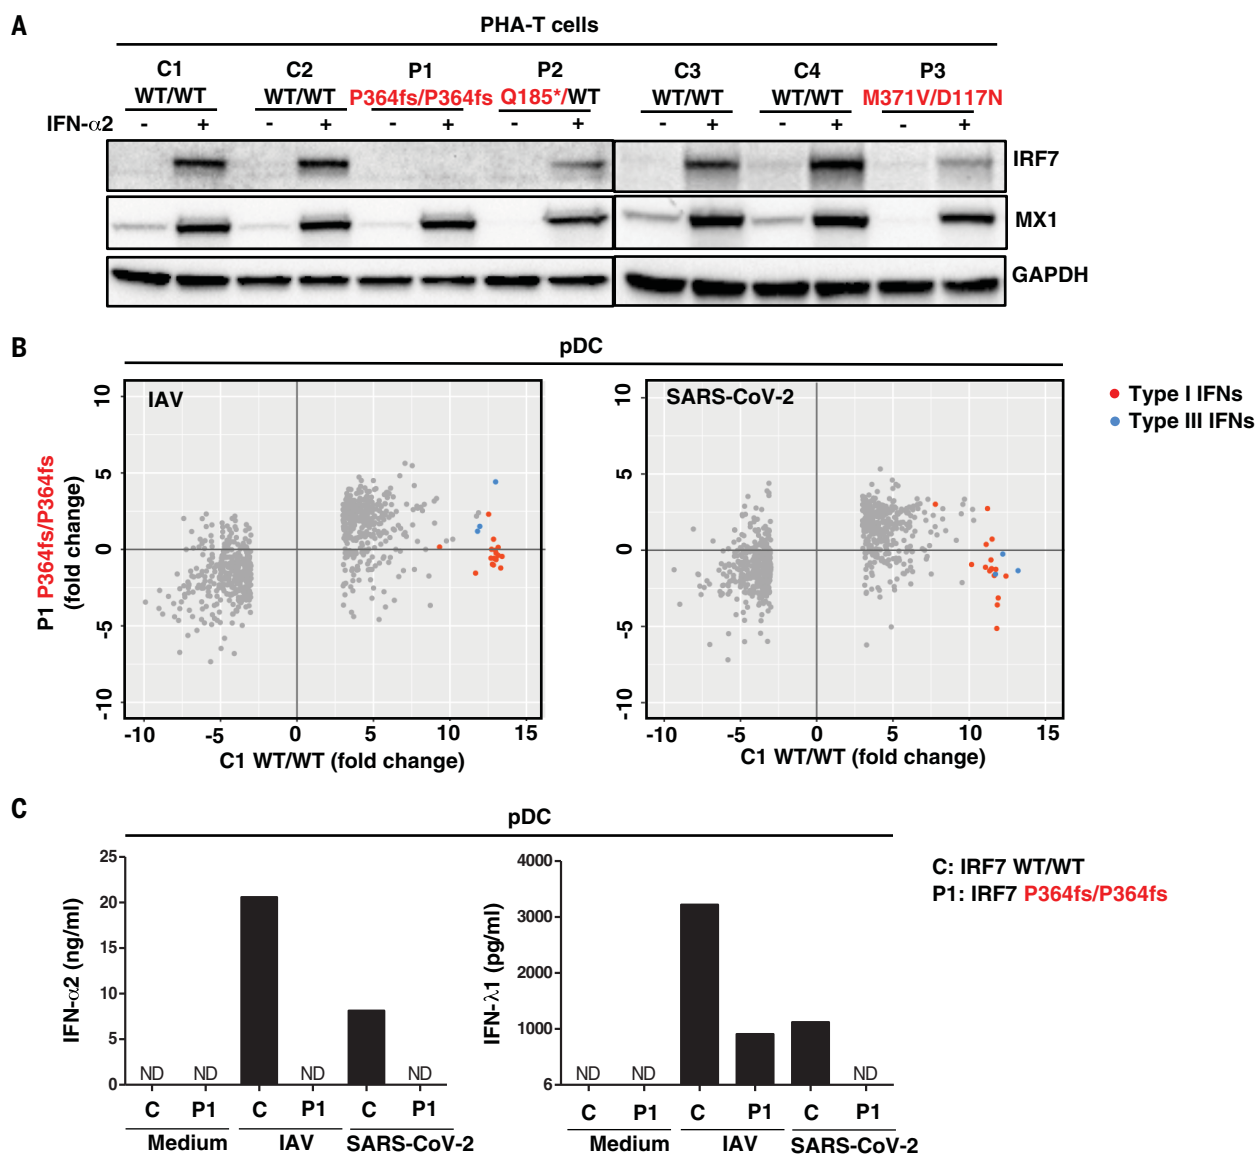 A
PHA-T cells
C1 C2 P1 P2 C3 C4 P3
WT/WT WT/WT P364fs/P364fs Q185*/WT WT/WT WT/WT M371V/D117N
IFN-α2 - + - + - + - + - + - + - +
IRF7
MX1
GAPDH
B
pDC
IAV
10
5
0
-5
-10
P1 P364fs/P364fs
(fold change)
-10 -5 0 5 10 15
C1 WT/WT (fold change)
SARS-CoV-2
10
5
0
-5
-10
-10 -5 0 5 10 15
C1 WT/WT (fold change)
Type I IFNs
Type III IFNs
C
pDC
IFN-α2 (ng/ml)
25
20
15
10
5
0
ND ND ND ND
C P1 C P1 C P1
Medium IAV SARS-CoV-2
IFN-λ1 (pg/ml)
4000
3000
2000
1000
6
ND ND ND
C P1 C P1 C P1
Medium IAV SARS-CoV-2
C: IRF7 WT/WT
P1: IRF7 P364fs/P364fs